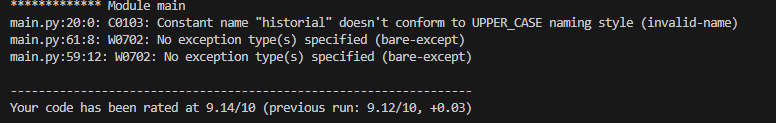 ************* Module main
main.py:20:0: C0103: Constant name "historial" doesn't conform to UPPER_CASE naming style (invalid-name)
main.py:61:8: W0702: No exception type(s) specified (bare-except)
main.py:59:12: W0702: No exception type(s) specified (bare-except)
------------------------------------------------------------------
Your code has been rated at 9.14/10 (previous run: 9.12/10, +0.03)